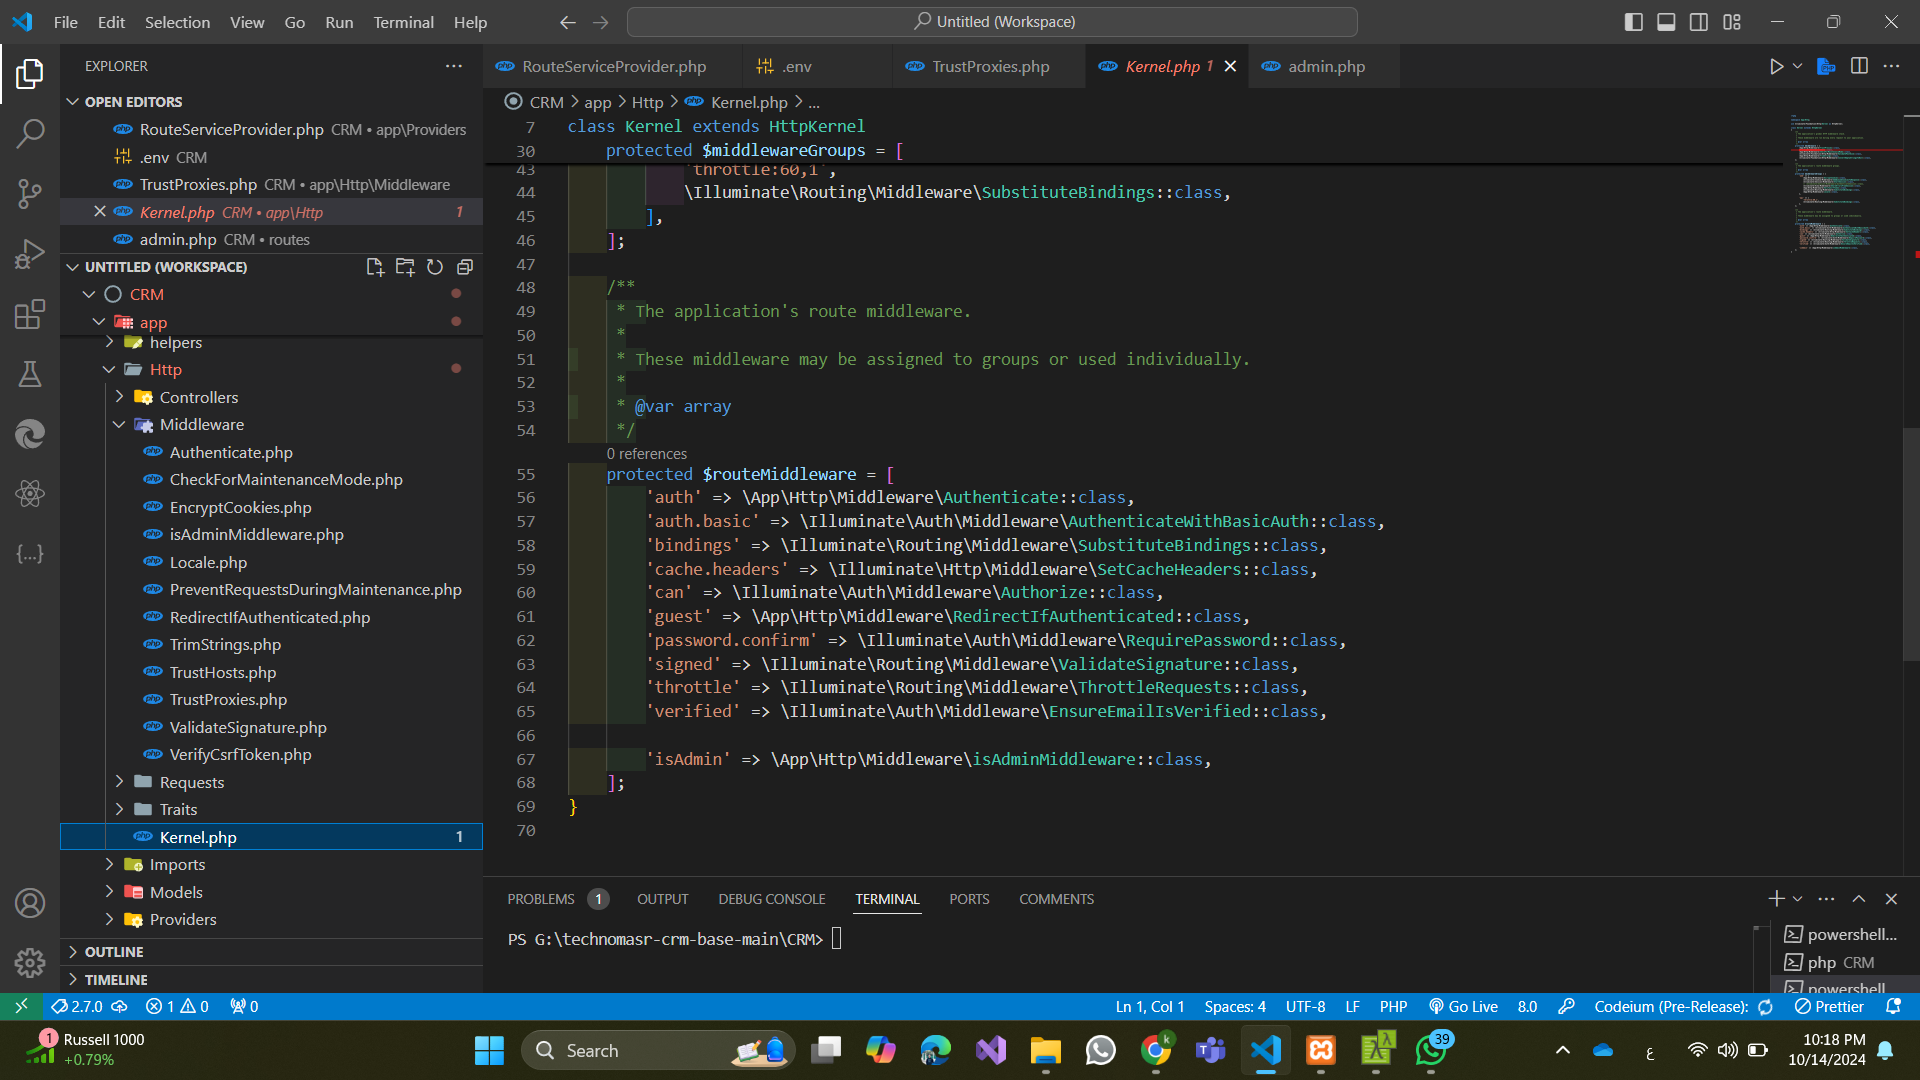 File Edit Selection View Go Run Terminal Help
Untitled (Workspace)
EXPLORER
OPEN EDITORS
RouteServiceProvider.php CRM • app\Providers
.env CRM
TrustProxies.php CRM • app\Http\Middleware
Kernel.php CRM • app\Http 1
admin.php CRM • routes
UNTITLED (WORKSPACE)
CRM
app
helpers
Http
Controllers
Middleware
Authenticate.php
CheckForMaintenanceMode.php
EncryptCookies.php
isAdminMiddleware.php
Locale.php
PreventRequestsDuringMaintenance.php
RedirectIfAuthenticated.php
TrimStrings.php
TrustHosts.php
TrustProxies.php
ValidateSignature.php
VerifyCsrfToken.php
Requests
Traits
Kernel.php 1
Imports
Models
Providers
OUTLINE
TIMELINE
RouteServiceProvider.php .env TrustProxies.php Kernel.php 1 admin.php
CRM > app > Http > Kernel.php > ...
7 class Kernel extends HttpKernel
30 protected $middlewareGroups = [
43 'throttle:60,1',
44 \Illuminate\Routing\Middleware\SubstituteBindings::class,
45 ],
46 ];
47
48 /**
49 * The application's route middleware.
50 *
51 * These middleware may be assigned to groups or used individually.
52 *
53 * @var array
54 */
0 references
55 protected $routeMiddleware = [
56 'auth' => \App\Http\Middleware\Authenticate::class,
57 'auth.basic' => \Illuminate\Auth\Middleware\AuthenticateWithBasicAuth::class,
58 'bindings' => \Illuminate\Routing\Middleware\SubstituteBindings::class,
59 'cache.headers' => \Illuminate\Http\Middleware\SetCacheHeaders::class,
60 'can' => \Illuminate\Auth\Middleware\Authorize::class,
61 'guest' => \App\Http\Middleware\RedirectIfAuthenticated::class,
62 'password.confirm' => \Illuminate\Auth\Middleware\RequirePassword::class,
63 'signed' => \Illuminate\Routing\Middleware\ValidateSignature::class,
64 'throttle' => \Illuminate\Routing\Middleware\ThrottleRequests::class,
65 'verified' => \Illuminate\Auth\Middleware\EnsureEmailIsVerified::class,
66
67 'isAdmin' => \App\Http\Middleware\isAdminMiddleware::class,
68 ];
69 }
70
PROBLEMS 1 OUTPUT DEBUG CONSOLE TERMINAL PORTS COMMENTS
PS G:\technomasr-crm-base-main\CRM>
powershell...
php CRM
powershell...
2.7.0 1 0 0 Ln 1, Col 1 Spaces: 4 UTF-8 LF PHP Go Live 8.0 Codeium (Pre-Release): Prettier
1 Russell 1000
+0.79%
Search
39
ع
10:18 PM
10/14/2024